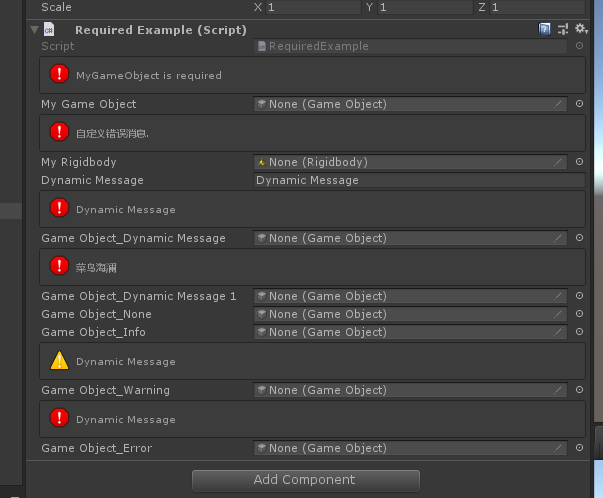 Scale X 1 Y 1 Z 1
Required Example (Script)
Script RequiredExample
MyGameObject is required
My Game Object None (Game Object)
自定义错误消息.
My Rigidbody None (Rigidbody)
Dynamic Message Dynamic Message
Dynamic Message
Game Object_Dynamic Message None (Game Object)
菜鸟海澜
Game Object_Dynamic Message 1 None (Game Object)
Game Object_None None (Game Object)
Game Object_Info None (Game Object)
Dynamic Message
Game Object_Warning None (Game Object)
Dynamic Message
Game Object_Error None (Game Object)
Add Component